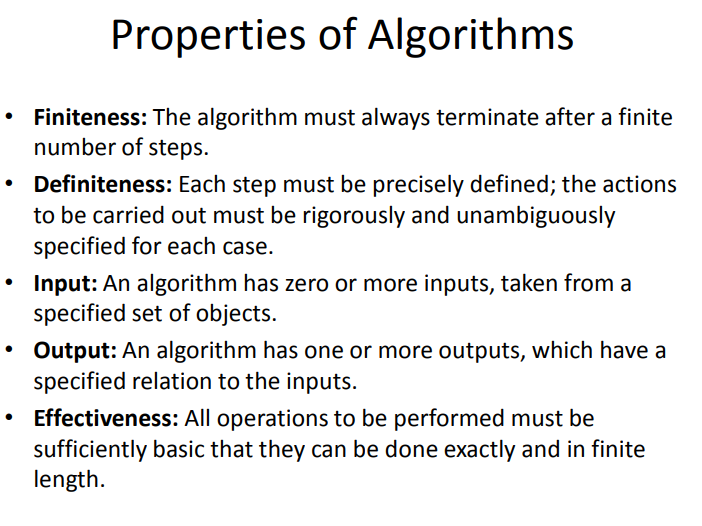 Properties of Algorithms
• Finiteness: The algorithm must always terminate after a finite
number of steps.
• Definiteness: Each step must be precisely defined; the actions
to be carried out must be rigorously and unambiguously
specified for each case.
• Input: An algorithm has zero or more inputs, taken from a
specified set of objects.
• Output: An algorithm has one or more outputs, which have a
specified relation to the inputs.
• Effectiveness: All operations to be performed must be
sufficiently basic that they can be done exactly and in finite
length.